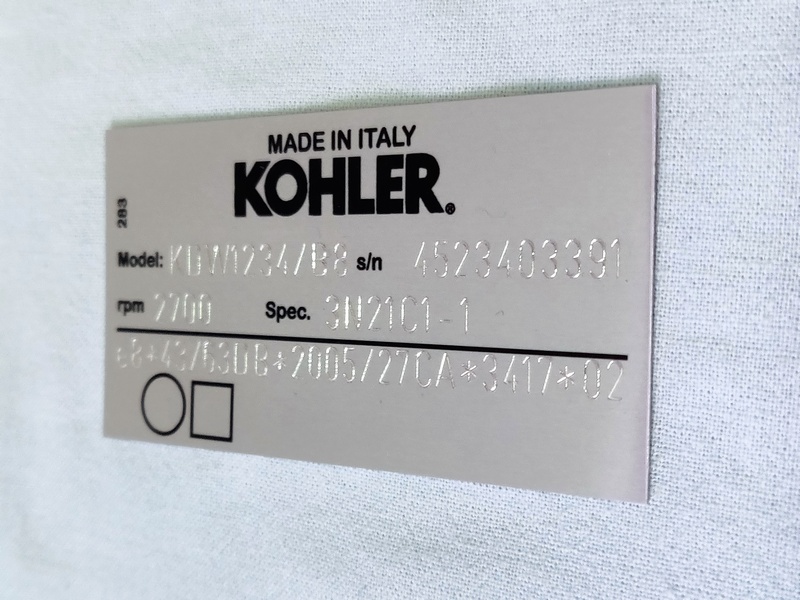 MADE IN ITALY
KOHLER.
283
Model: KDW1234/B8 s/n 4523403391
rpm 2700 Spec. 3N21C1-1
e8*43/63DB*2005/27CA*3417*02